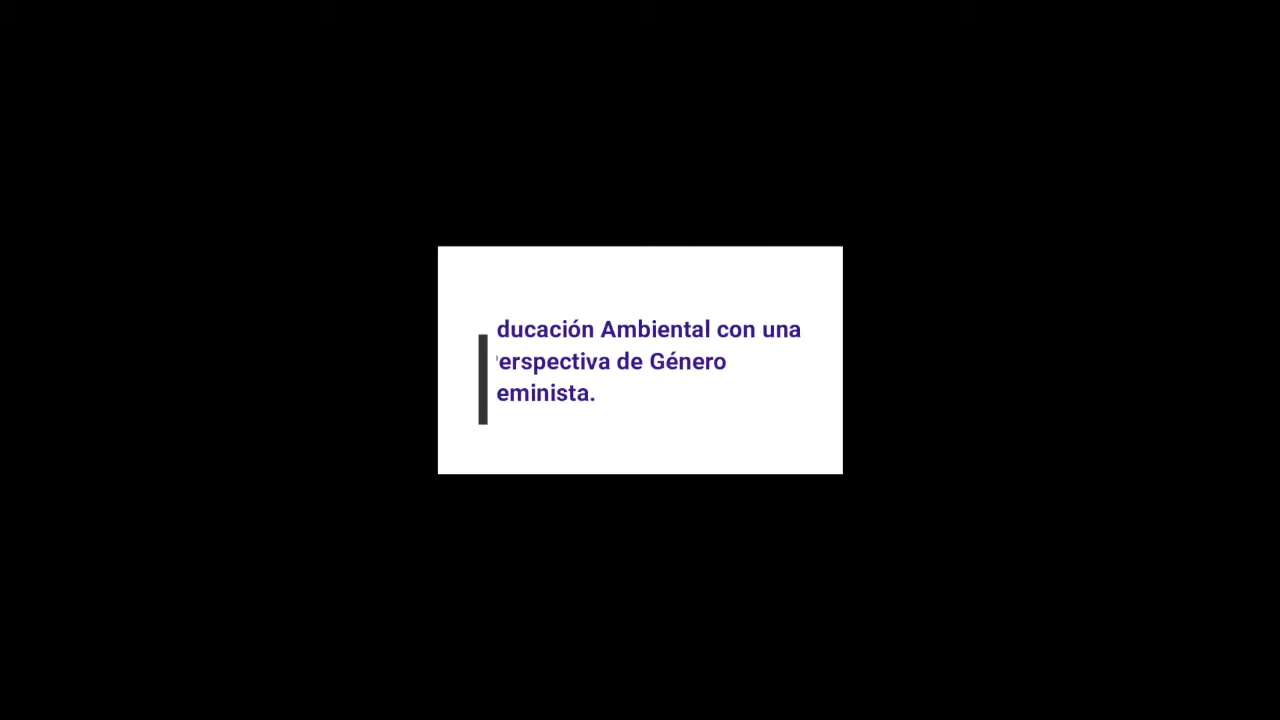 ducación Ambiental con una
erspectiva de Género
eminista.